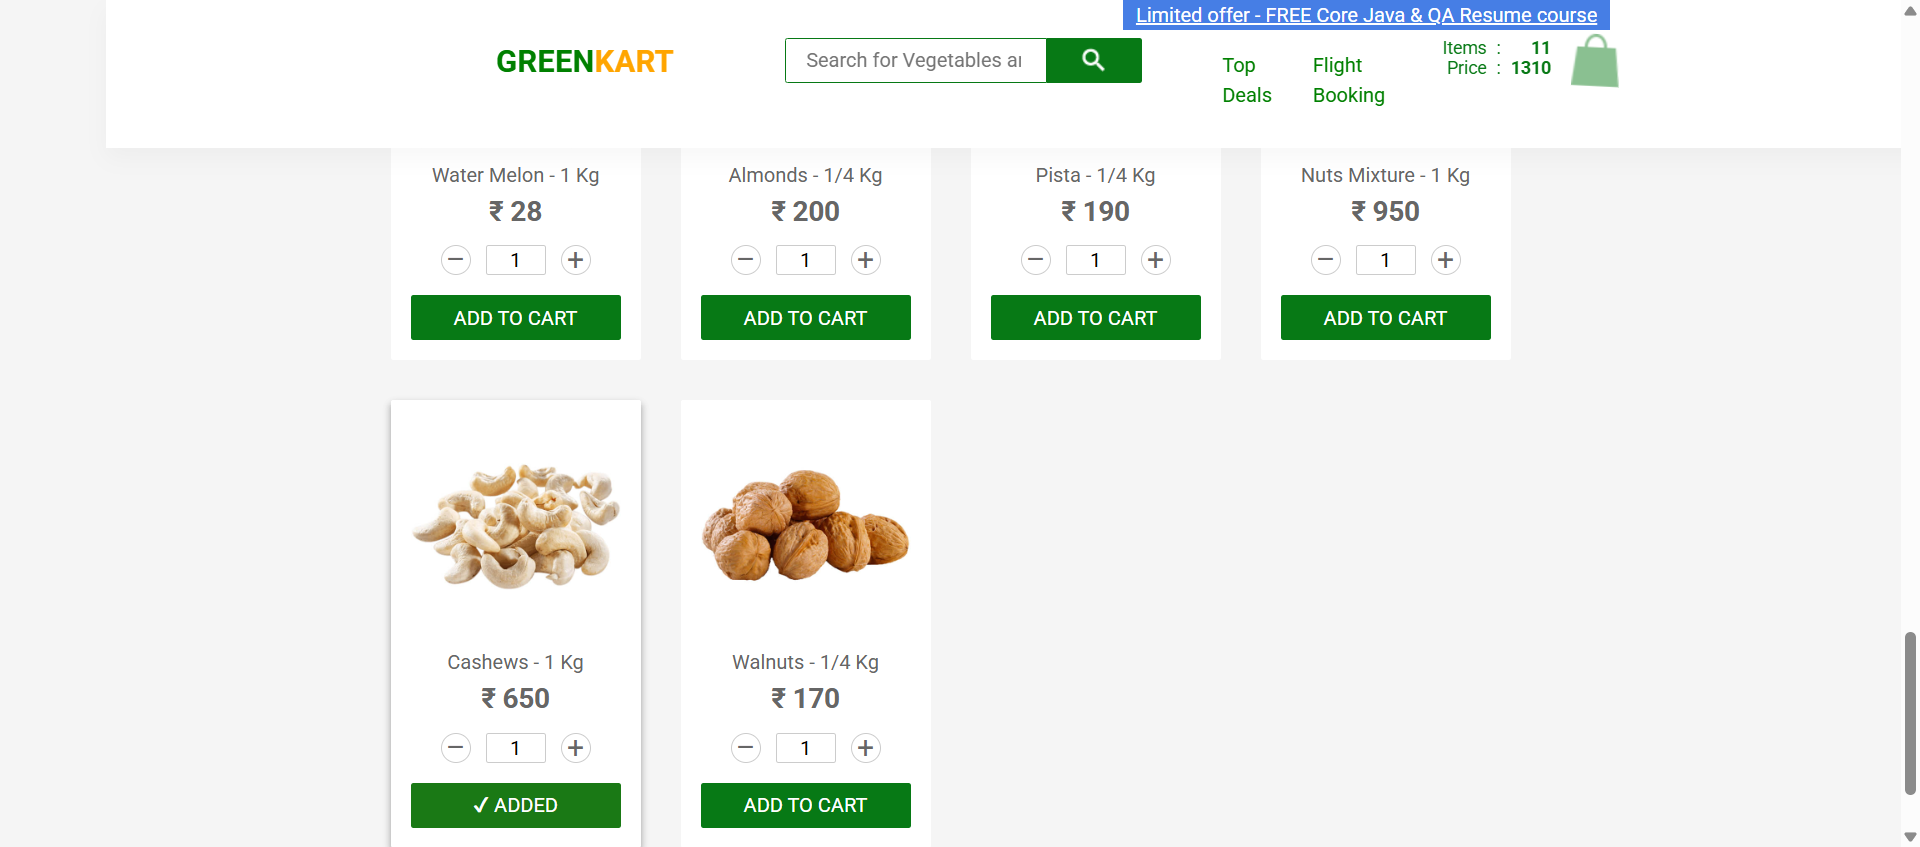 Limited offer - FREE Core Java & QA Resume course
GREENKART
Search for Vegetables ar
Top
Deals
Flight
Booking
Items : 11
Price : 1310
Water Melon - 1 Kg
₹ 28
− 1 +
ADD TO CART
Almonds - 1/4 Kg
₹ 200
− 1 +
ADD TO CART
Pista - 1/4 Kg
₹ 190
− 1 +
ADD TO CART
Nuts Mixture - 1 Kg
₹ 950
− 1 +
ADD TO CART
Cashews - 1 Kg
₹ 650
− 1 +
✔ ADDED
Walnuts - 1/4 Kg
₹ 170
− 1 +
ADD TO CART